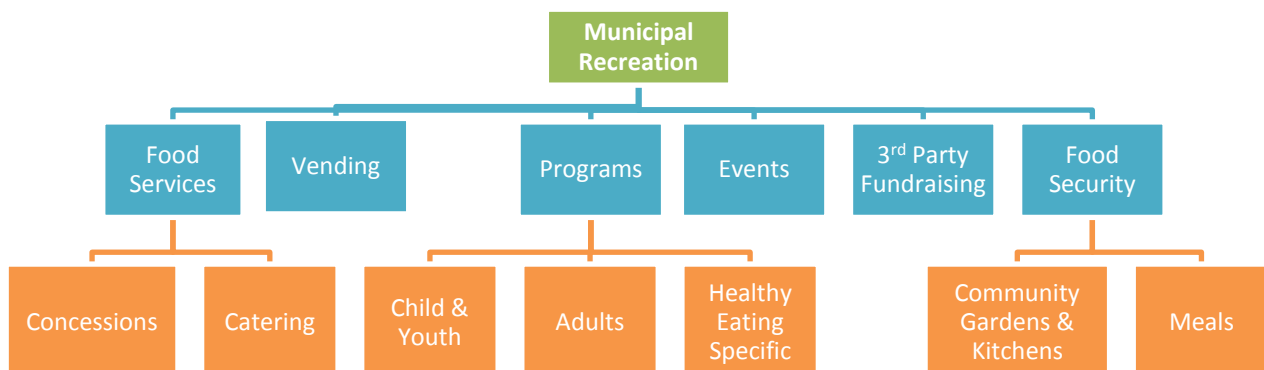 Municipal
Recreation
Food
Services
Vending
Programs
Events
3rd Party
Fundraising
Food
Security
Concessions
Catering
Child &
Youth
Adults
Healthy
Eating
Specific
Community
Gardens &
Kitchens
Meals